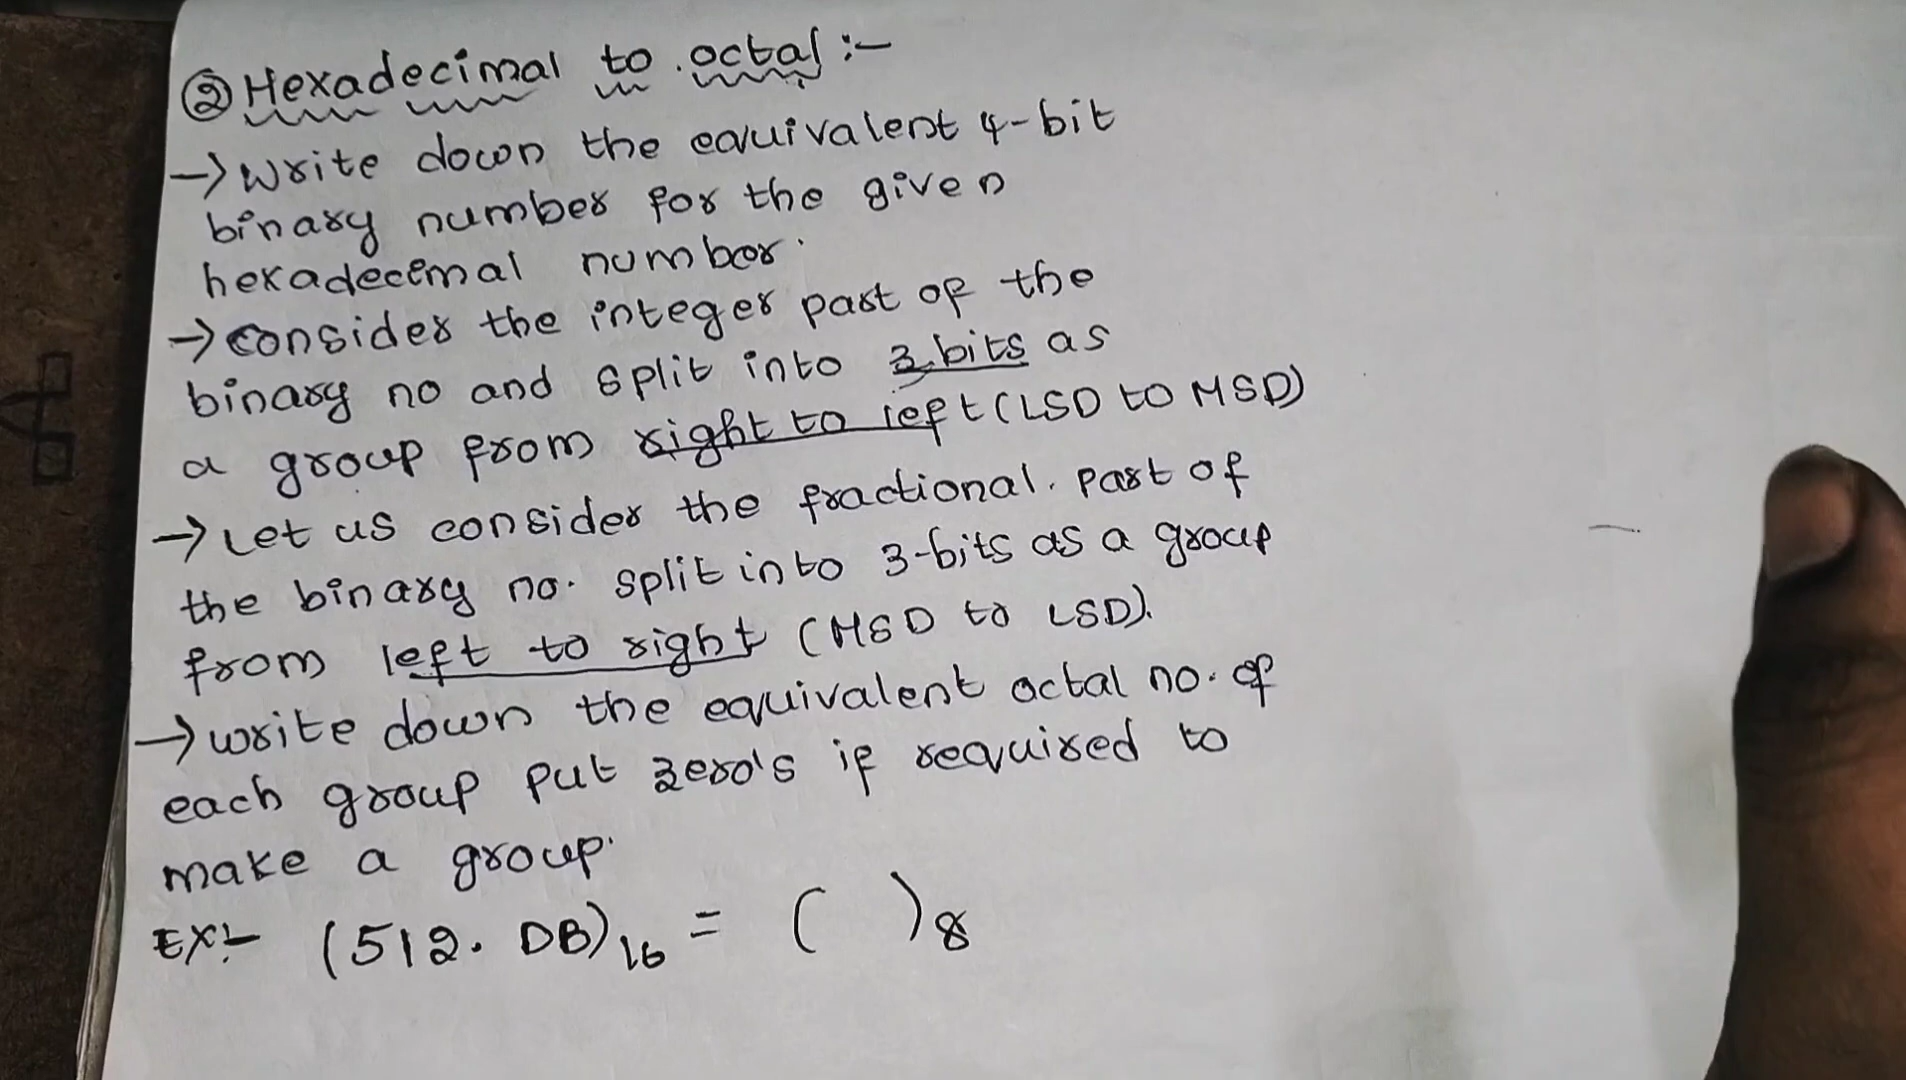 ② Hexadecimal to octal :-
→ Write down the equivalent 4-bit
binary number for the given
hexadecimal number.
→ Consider the integer part of the
binary no and split into 3 bits as
a group from right to left (LSD to MSD)
→ Let us consider the fractional part of
the binary no. split into 3-bits as a group
from left to right (MSD to LSD).
→ write down the equivalent octal no. of
each group put zero's if required to
make a group.
EX:- (512. DB)₁₆ = ( )₈